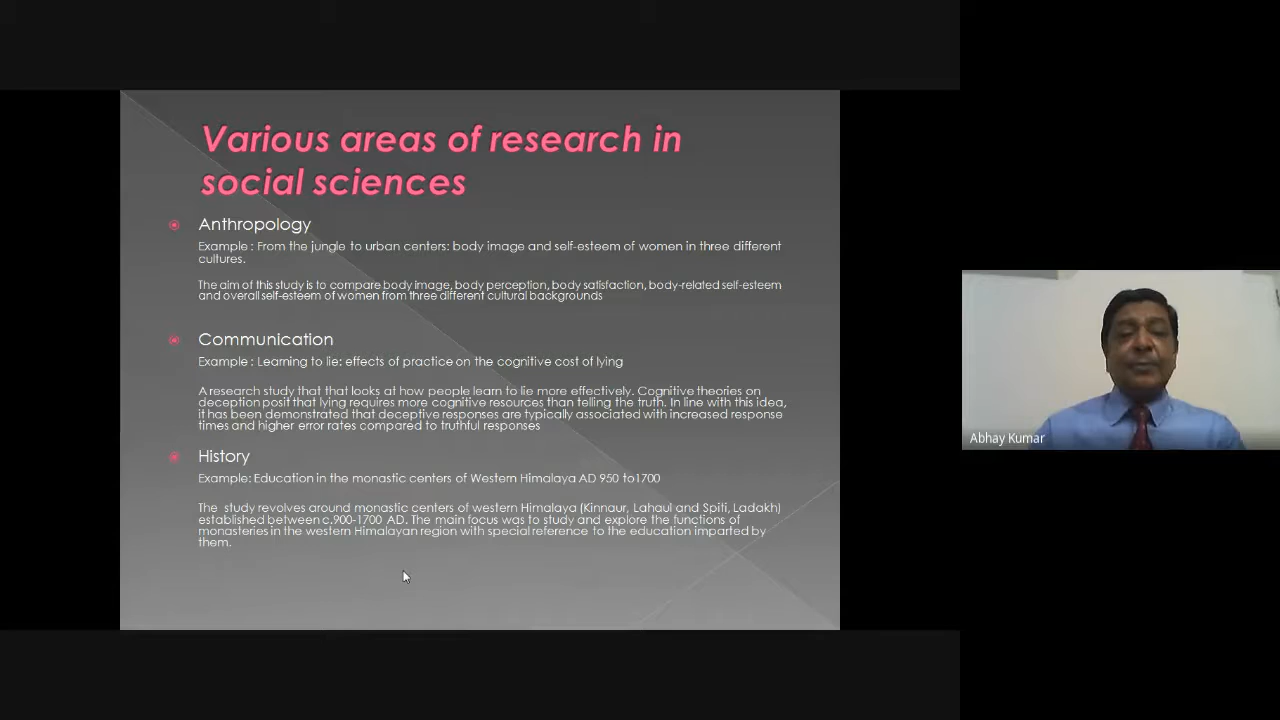 Various areas of research in
social sciences
Anthropology
Example : From the jungle to urban centers: body image and self-esteem of women in three different
cultures.
The aim of this study is to compare body image, body perception, body satisfaction, body-related self-esteem
and overall self-esteem of women from three different cultural backgrounds
Communication
Example : Learning to lie: effects of practice on the cognitive cost of lying
A research study that that looks at how people learn to lie more effectively. Cognitive theories on
deception posit that lying requires more cognitive resources than telling the truth. In line with this idea,
it has been demonstrated that deceptive responses are typically associated with increased response
times and higher error rates compared to truthful responses
History
Example: Education in the monastic centers of Western Himalaya AD 950 to1700
The study revolves around monastic centers of western Himalaya (Kinnaur, Lahaul and Spiti, Ladakh)
established between c.900-1700 AD. The main focus was to study and explore the functions of
monasteries in the western Himalayan region with special reference to the education imparted by
them.
Abhay Kumar